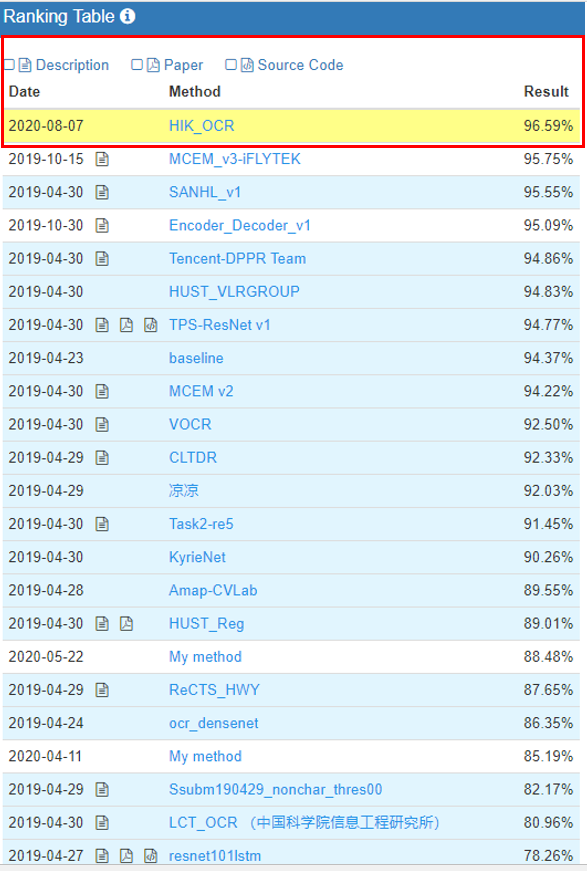 Ranking Table
Description Paper Source Code
Date Method Result
2020-08-07 HIK_OCR 96.59%
2019-10-15 MCEM_v3-iFLYTEK 95.75%
2019-04-30 SANHL_v1 95.55%
2019-10-30 Encoder_Decoder_v1 95.09%
2019-04-30 Tencent-DPPR Team 94.86%
2019-04-30 HUST_VLRGROUP 94.83%
2019-04-30 TPS-ResNet v1 94.77%
2019-04-23 baseline 94.37%
2019-04-30 MCEM v2 94.22%
2019-04-30 VOCR 92.50%
2019-04-29 CLTDR 92.33%
2019-04-29 凉凉 92.03%
2019-04-30 Task2-re5 91.45%
2019-04-30 KyrieNet 90.26%
2019-04-28 Amap-CVLab 89.55%
2019-04-30 HUST_Reg 89.01%
2020-05-22 My method 88.48%
2019-04-29 ReCTS_HWY 87.65%
2019-04-24 ocr_densenet 86.35%
2020-04-11 My method 85.19%
2019-04-29 Ssubm190429_nonchar_thres00 82.17%
2019-04-30 LCT_OCR （中国科学院信息工程研究所） 80.96%
2019-04-27 resnet101lstm 78.26%